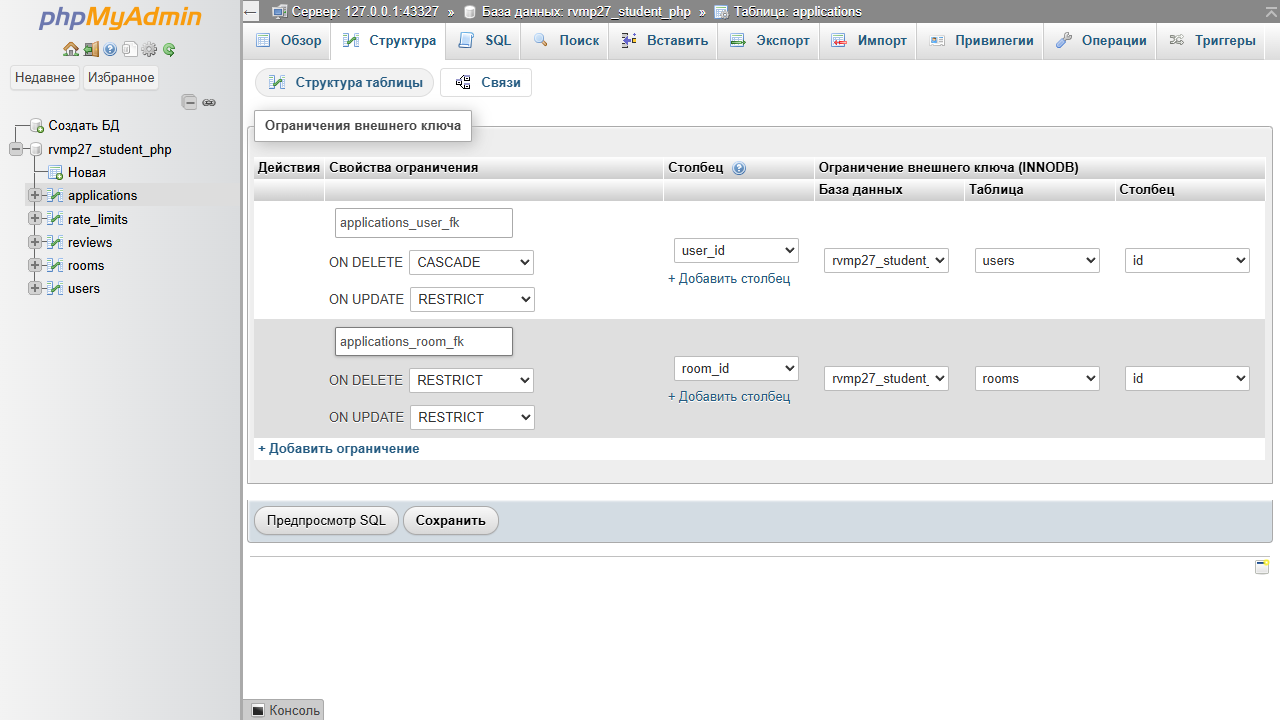 phpMyAdmin
Недавнее Избранное
Создать БД
rvmp27_student_php
Новая
applications
rate_limits
reviews
rooms
users
Сервер: 127.0.0.1:43327 » База данных: rvmp27_student_php » Таблица: applications
Обзор Структура SQL Поиск Вставить Экспорт Импорт Привилегии Операции Триггеры
Структура таблицы Связи
Ограничения внешнего ключа
Действия Свойства ограничения Столбец Ограничение внешнего ключа (INNODB)
База данных Таблица Столбец
applications_user_fk
ON DELETE CASCADE
ON UPDATE RESTRICT
user_id
+ Добавить столбец
rvmp27_student_ users id
applications_room_fk
ON DELETE RESTRICT
ON UPDATE RESTRICT
room_id
+ Добавить столбец
rvmp27_student_ rooms id
+ Добавить ограничение
Предпросмотр SQL Сохранить
Консоль